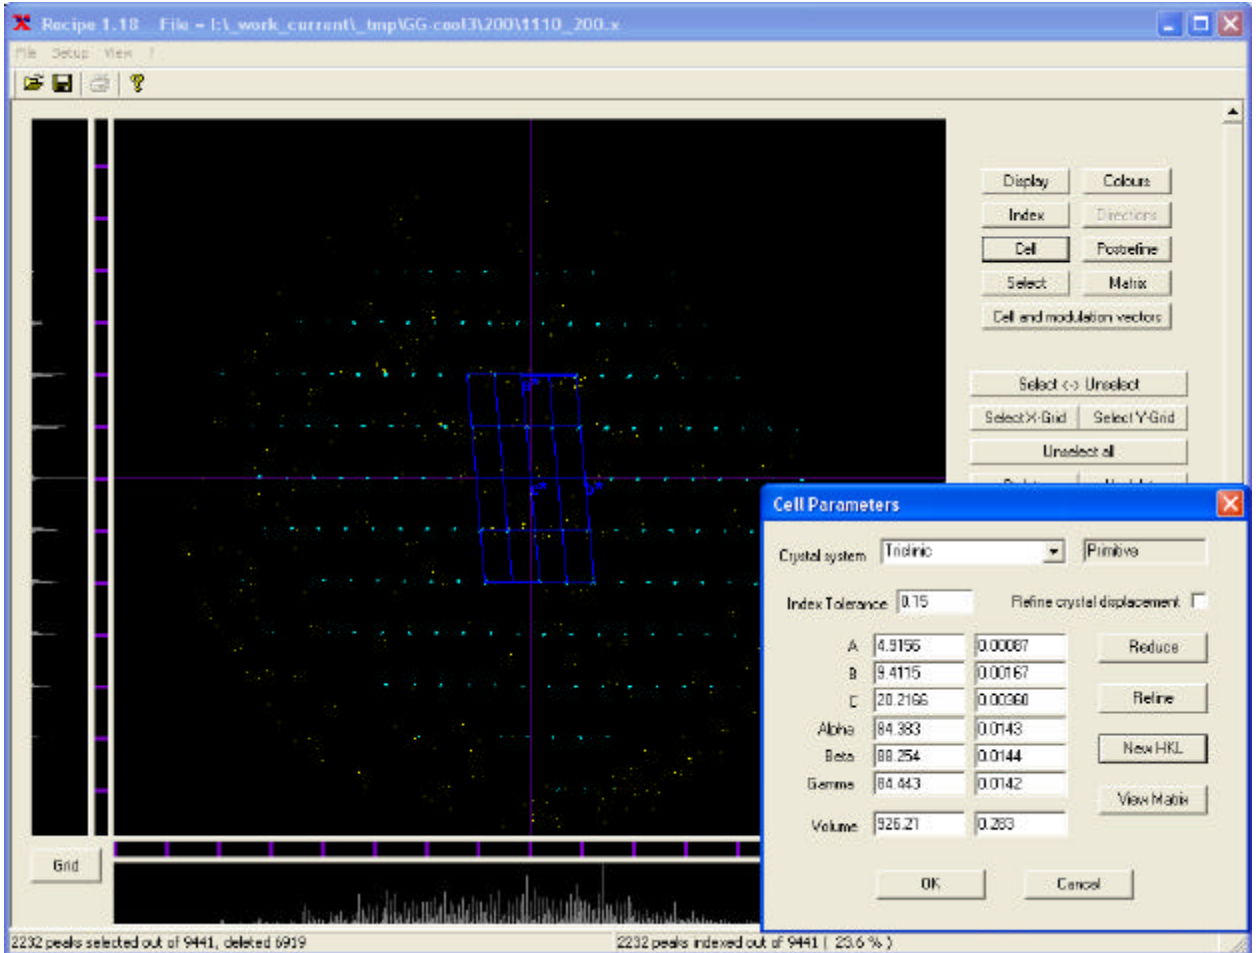 Recipe 1.18 File - I:\_work_current\_tmp\GG-cool3\200\1110_200.x
File Setup View ?
Display Colours
Index Directions
Cell Postrefine
Select Matrix
Cell and modulation vectors
Select <-> Unselect
Select X-Grid Select Y-Grid
Unselect all
Cell Parameters
Crystal system Triclinic Primitive
Index Tolerance 0.15 Refine crystal displacement
A 4.9156 0.00087 Reduce
B 9.4115 0.00167
C 20.2166 0.00360 Refine
Alpha 84.383 0.0143
Beta 88.254 0.0144 New HKL
Gamma 84.443 0.0142
View Matrix
Volume 926.21 0.283
OK Cancel
Grid
2232 peaks selected out of 9441, deleted 6919 2232 peaks indexed out of 9441 ( 23.6 % )